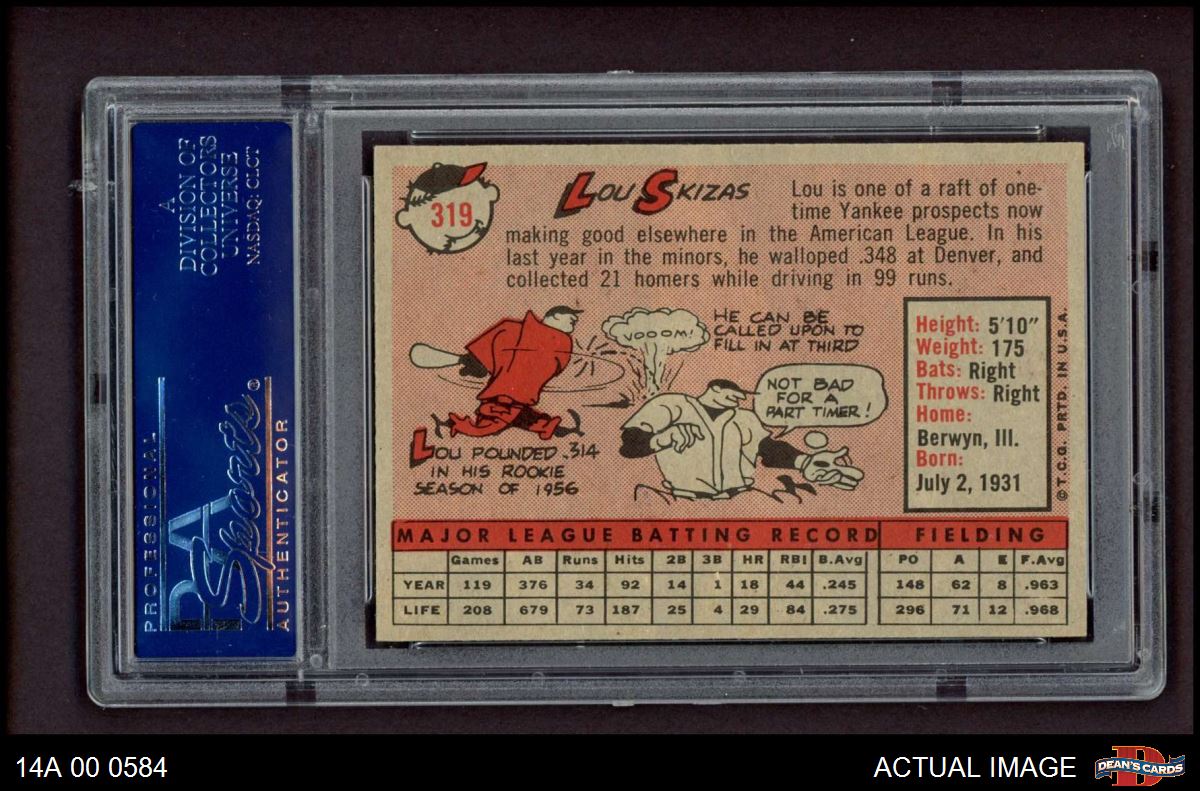 A
DIVISION OF
COLLECTORS
UNIVERSE
NASDAQ: CLCT
PROFESSIONAL
PSA
Sports®
AUTHENTICATOR
319
LOU SKIZAS
Lou is one of a raft of one-
time Yankee prospects now
making good elsewhere in the American League. In his
last year in the minors, he walloped .348 at Denver, and
collected 21 homers while driving in 99 runs.
VOOOM!
HE CAN BE
CALLED UPON TO
FILL IN AT THIRD
NOT BAD
FOR A
PART TIMER!
LOU POUNDED .314
IN HIS ROOKIE
SEASON OF 1956
Height: 5'10"
Weight: 175
Bats: Right
Throws: Right
Home:
Berwyn, Ill.
Born:
July 2, 1931
© T.C.G. PRTD. IN U.S.A.
MAJOR LEAGUE BATTING RECORD FIELDING
Games AB Runs Hits 2B 3B HR RBI B.Avg PO A E F.Avg
YEAR 119 376 34 92 14 1 18 44 .245 148 62 8 .963
LIFE 208 679 73 187 25 4 29 84 .275 296 71 12 .968
14A 00 0584
ACTUAL IMAGE
DEAN'S CARDS